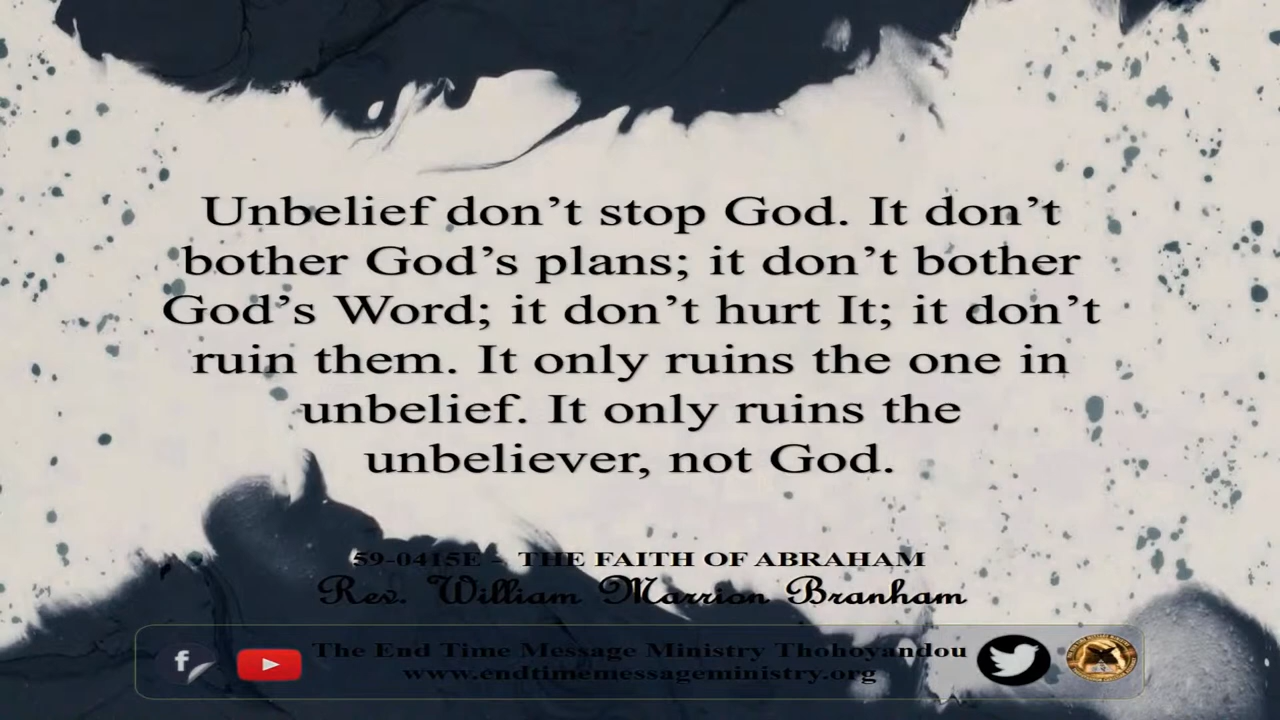 Unbelief don’t stop God. It don’t
bother God’s plans; it don’t bother
God’s Word; it don’t hurt It; it don’t
ruin them. It only ruins the one in
unbelief. It only ruins the
unbeliever, not God.
59-0415E - THE FAITH OF ABRAHAM
Rev. William Marrion Branham
The End Time Message Ministry Thohoyandou
www.endtimemessageministry.org